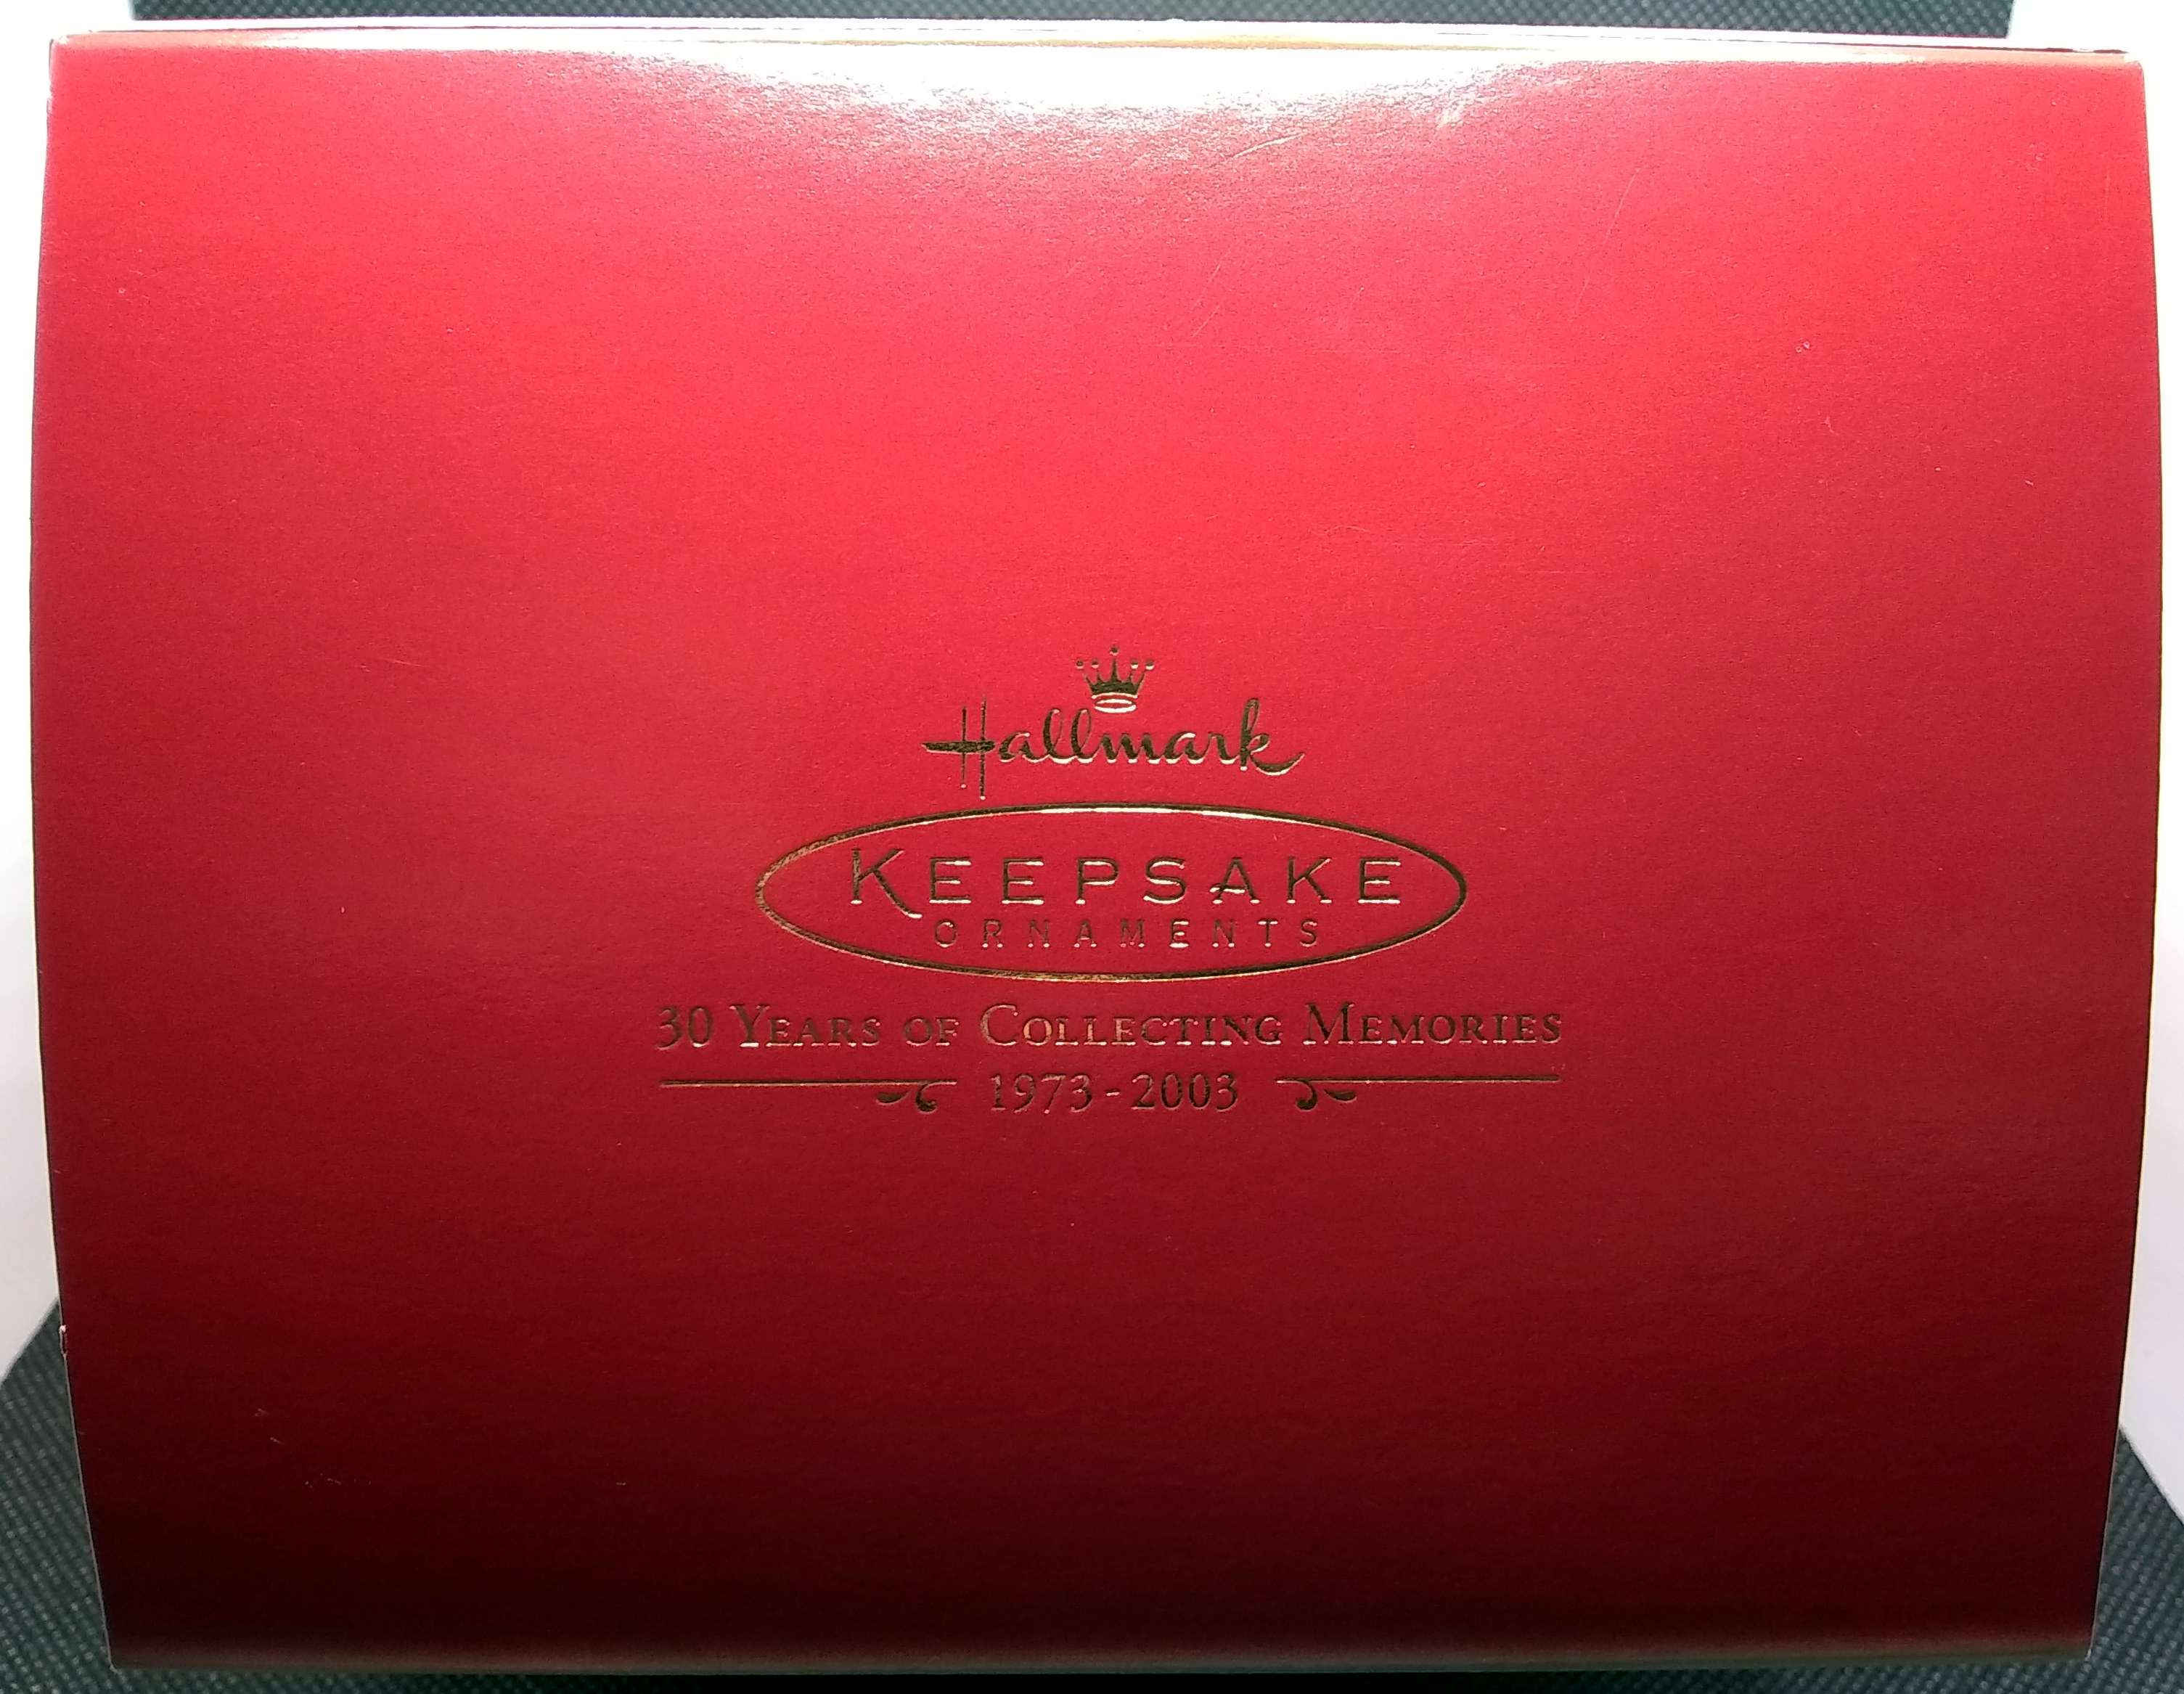 Hallmark
KEEPSAKE
ORNAMENTS
30 YEARS OF COLLECTING MEMORIES
1973-2003